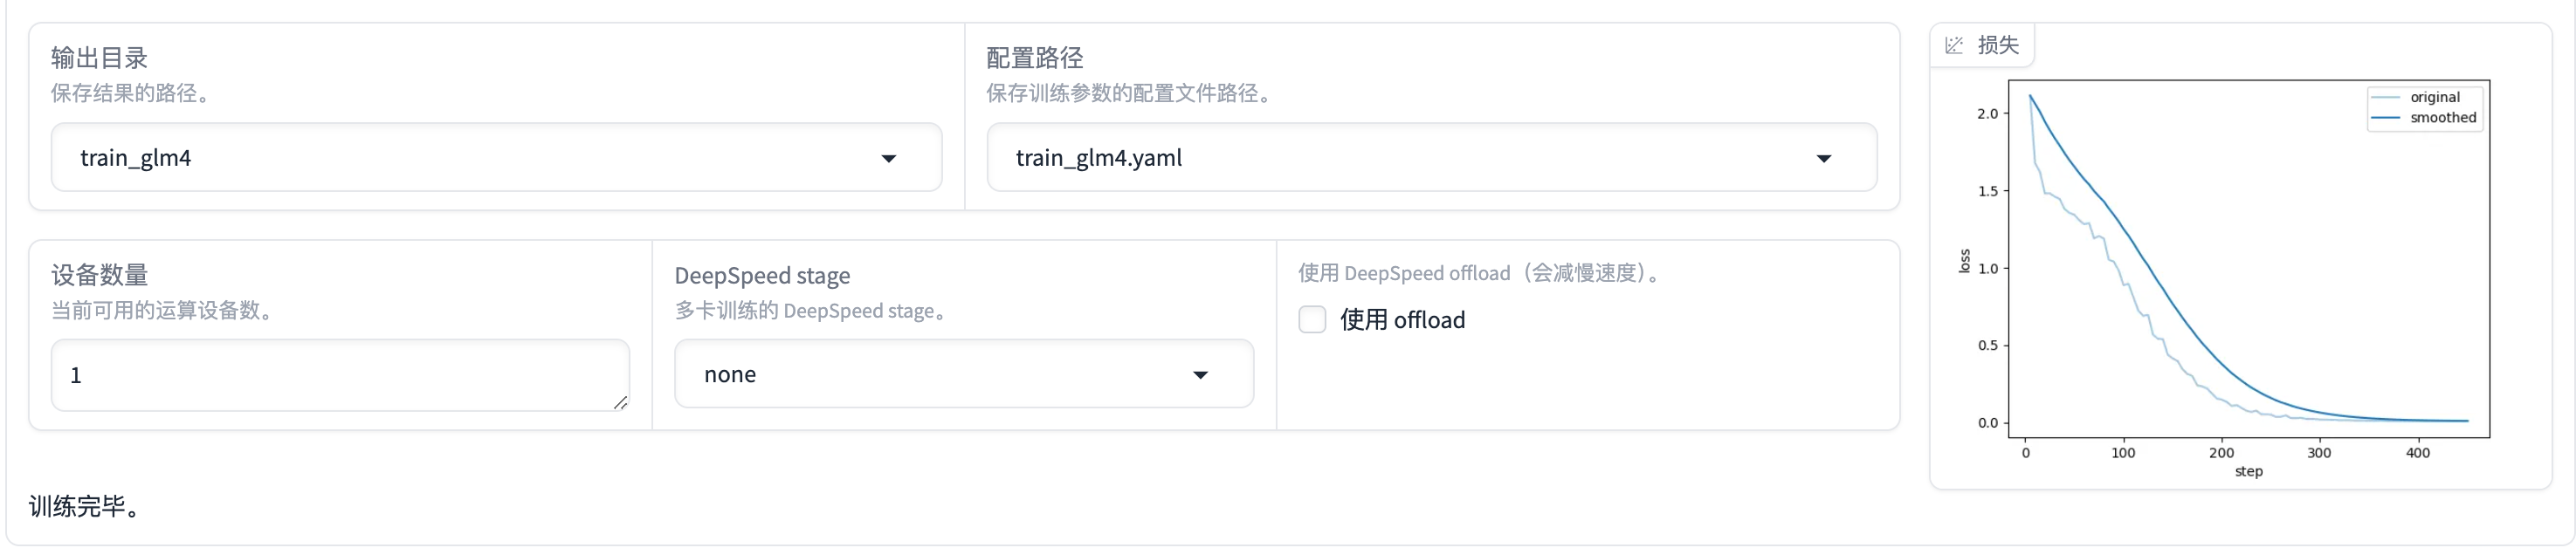 输出目录
保存结果的路径。
train_glm4
配置路径
保存训练参数的配置文件路径。
train_glm4.yaml
设备数量
当前可用的运算设备数。
1
DeepSpeed stage
多卡训练的 DeepSpeed stage。
none
使用 DeepSpeed offload（会减慢速度）。
使用 offload
训练完毕。
损失
original
smoothed
loss
2.0
1.5
1.0
0.5
0.0
0 100 200 300 400
step